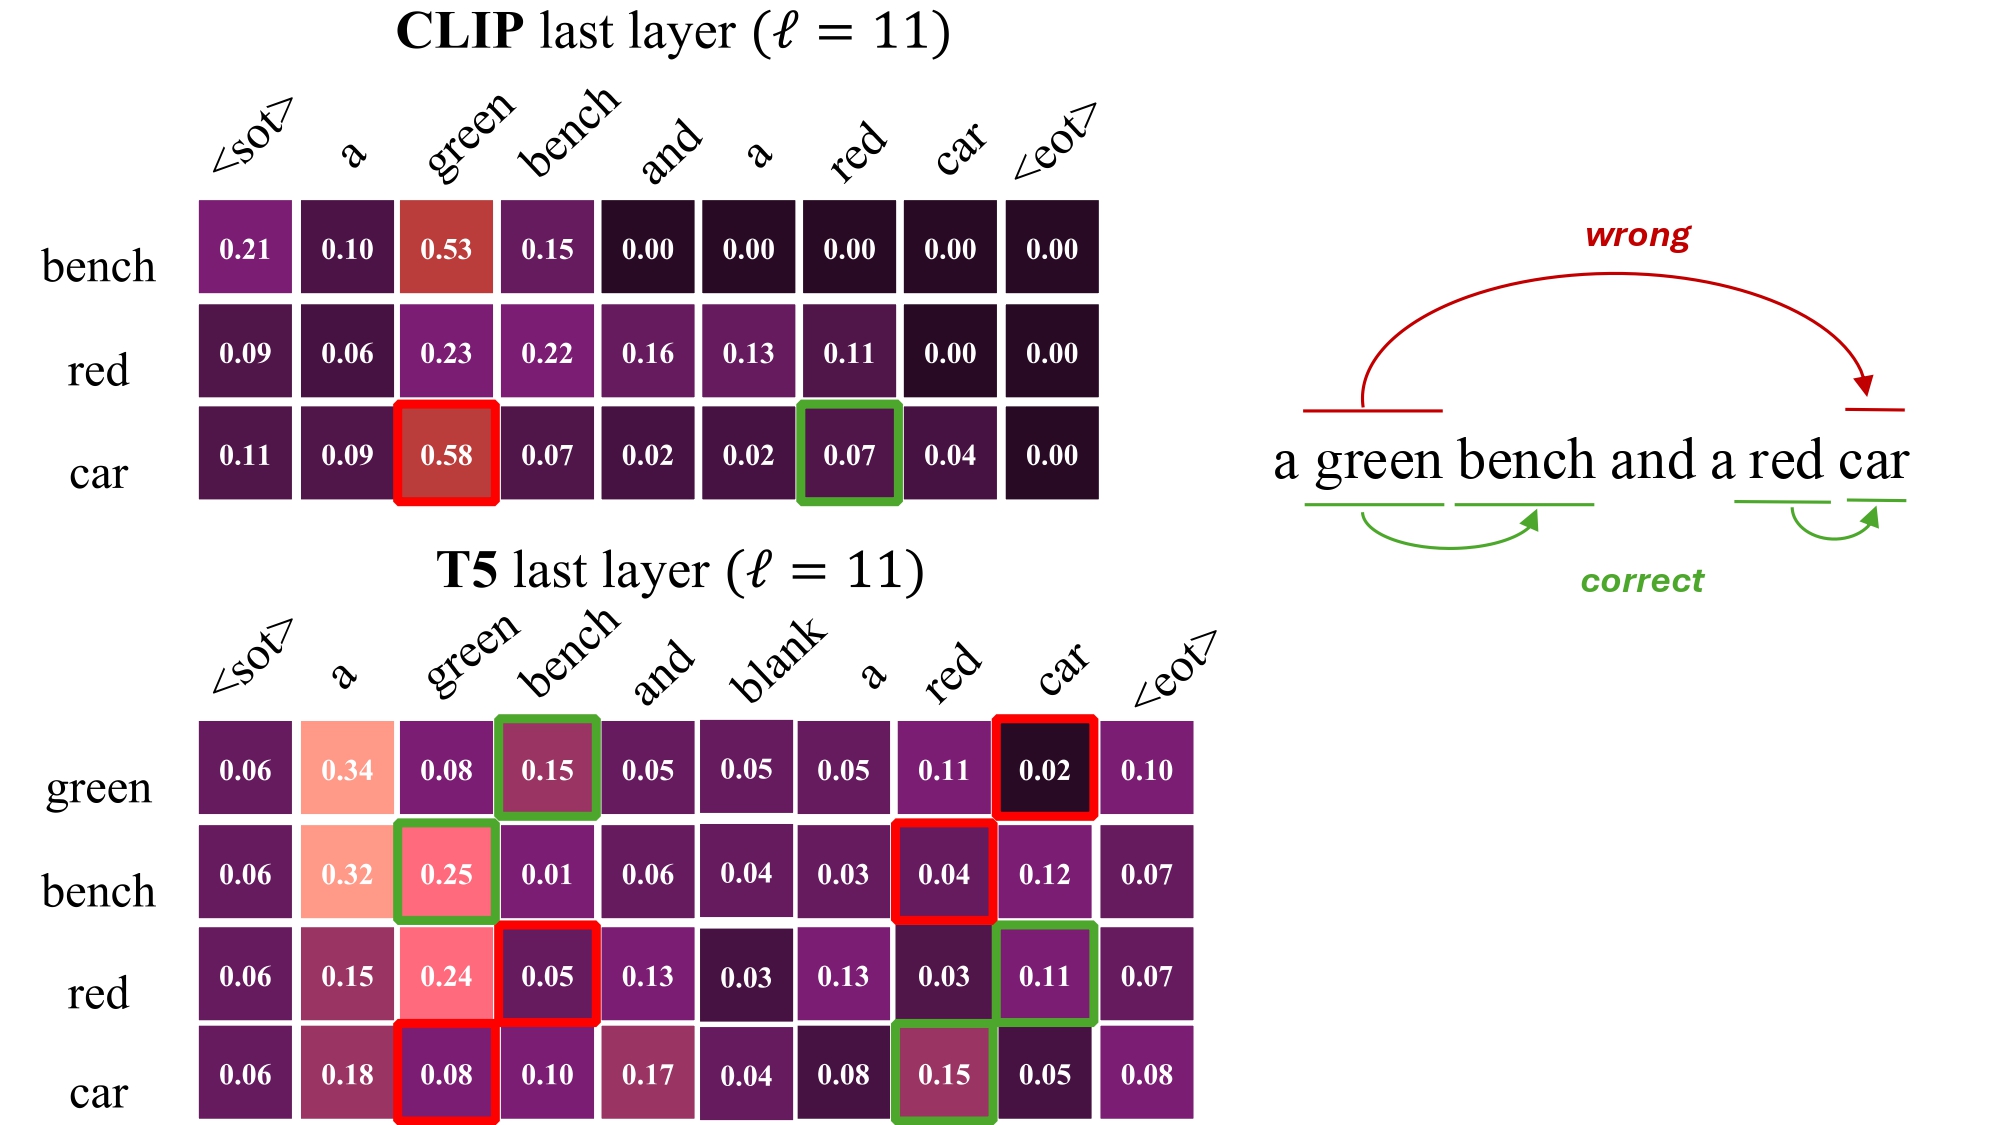 CLIP last layer (ℓ = 11)
<sot> a green bench and a red car <eot>
bench 0.21 0.10 0.53 0.15 0.00 0.00 0.00 0.00 0.00
red 0.09 0.06 0.23 0.22 0.16 0.13 0.11 0.00 0.00
car 0.11 0.09 0.58 0.07 0.02 0.02 0.07 0.04 0.00
T5 last layer (ℓ = 11)
<sot> a green bench and blank a red car <eot>
green 0.06 0.34 0.08 0.15 0.05 0.05 0.05 0.11 0.02 0.10
bench 0.06 0.32 0.25 0.01 0.06 0.04 0.03 0.04 0.12 0.07
red 0.06 0.15 0.24 0.05 0.13 0.03 0.13 0.03 0.11 0.07
car 0.06 0.18 0.08 0.10 0.17 0.04 0.08 0.15 0.05 0.08
wrong
a green bench and a red car
correct